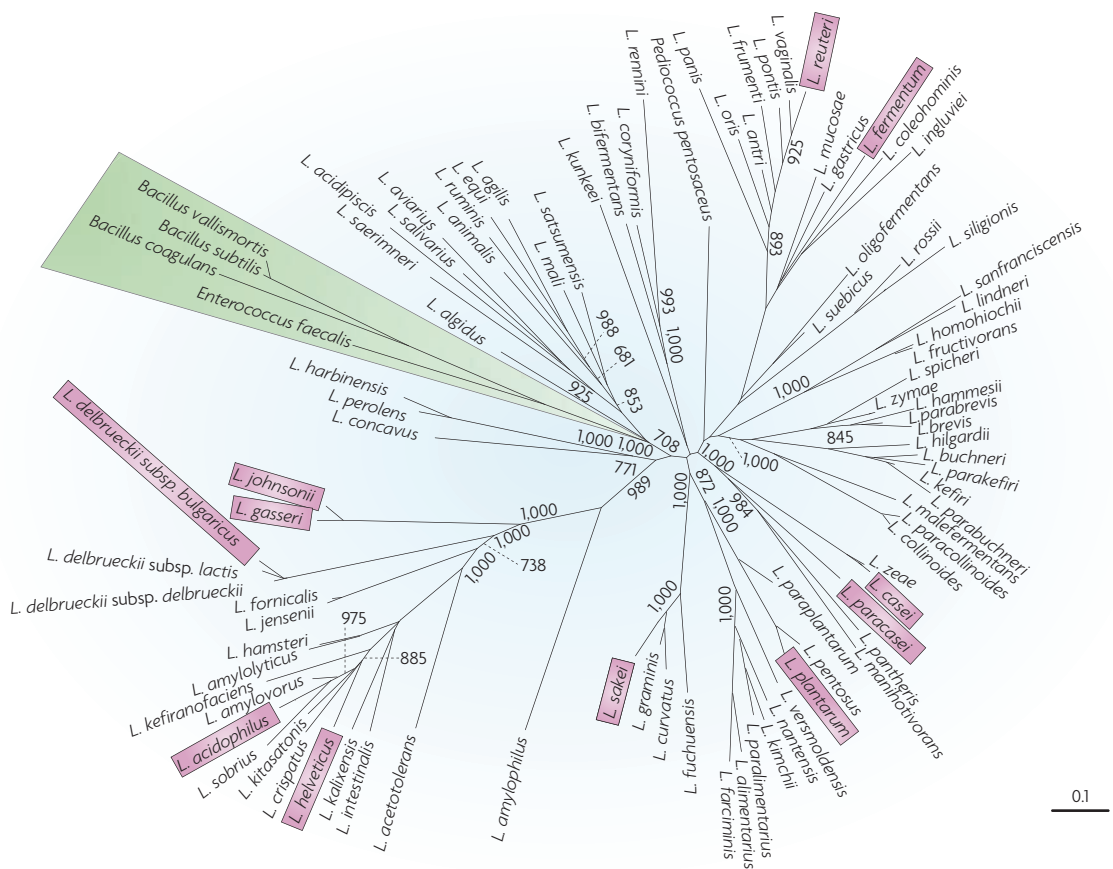 Bacillus vallismortis
Bacillus subtilis
Bacillus coagulans
Enterococcus faecalis
L. acidipiscis
L. saerimneri
L. aviarius
L. salivarius
L. agilis
L. equi
L. ruminis
L. animalis
L. algidus
L. satsumensis
L. mali
988
681
925
853
L. kunkeei
L. bifermentans
L. coryniformis
L. rennini
993
1,000
Pediococcus pentosaceus
L. panis
L. oris
L. frumenti
L. antri
L. pontis
L. vaginalis
L. reuteri
925
893
L. mucosae
L. gastricus
L. fermentum
L. coleohominis
L. ingluviei
L. oligofermentans
L. suebicus
L. rossii
L. siligionis
L. sanfranciscensis
L. lindneri
L. homohiochii
L. fructivorans
1,000
L. spicheri
L. zymae
L. hammesii
L.parabrevis
L.brevis
845
L. hilgardii
L. buchneri
L. parakefiri
L. kefiri
L. parabuchneri
L. malefermentans
L. paracollinoides
L. collinoides
1,000
1,000
984
872
1,000
L. zeae
L. casei
L. paracasei
L. pantheris
L. manihotivorans
L. paraplantarum
L. pentosus
L. plantarum
L. versmoldensis
L. nantensis
L. kimchii
L. paralimentarius
L. alimentarius
L. farciminis
1,000
1,000
L. fuchuensis
L. curvatus
L. graminis
L. sakei
1,000
708
1,000
1,000
771
989
L. harbinensis
L. perolens
L. concavus
L. johnsonii
L. gasseri
1,000
L. delbrueckii subsp. bulgaricus
L. delbrueckii subsp. lactis
L. delbrueckii subsp. delbrueckii
1,000
738
1,000
L. fornicalis
L. jensenii
975
885
L. hamsteri
L. amylolyticus
L. kefiranofaciens
L. amylovorus
L. acidophilus
L. sobrius
L. kitasatonis
L. crispatus
L. helveticus
L. kalixensis
L. intestinalis
L. acetotolerans
L. amylophilus
0.1